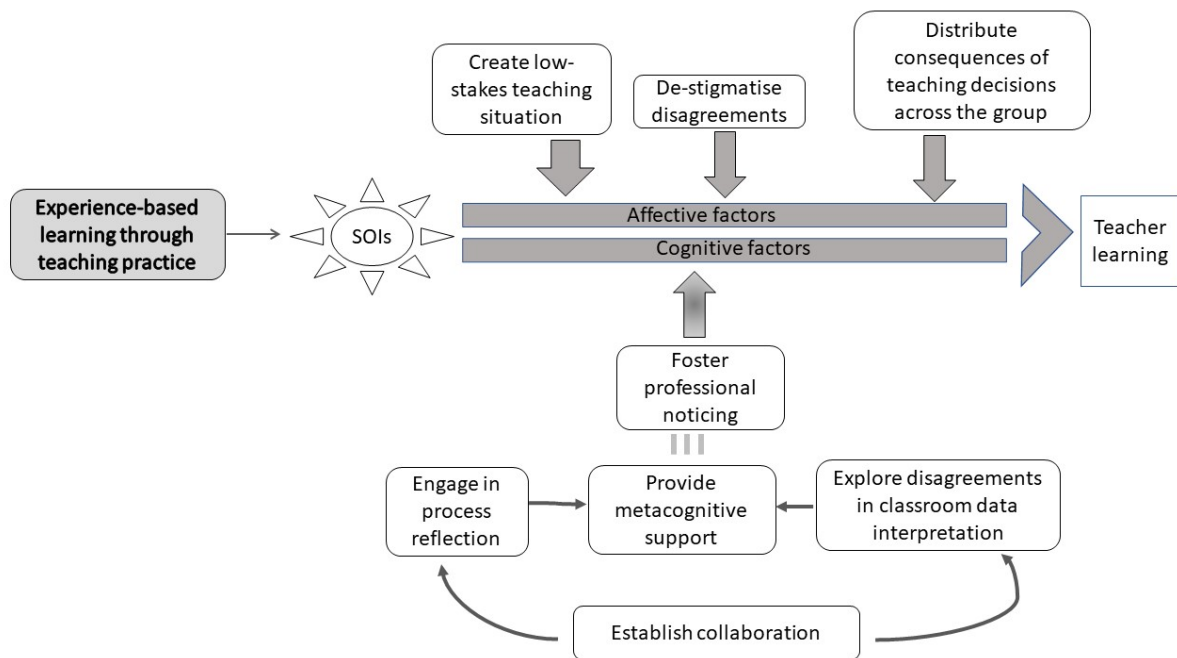 Create low-
stakes teaching
situation
De-stigmatise
disagreements
Distribute
consequences of
teaching decisions
across the group
Experience-based
learning through
teaching practice
SOIs
Affective factors
Cognitive factors
Teacher
learning
Foster
professional
noticing
Engage in
process
reflection
Provide
metacognitive
support
Explore disagreements
in classroom data
interpretation
Establish collaboration